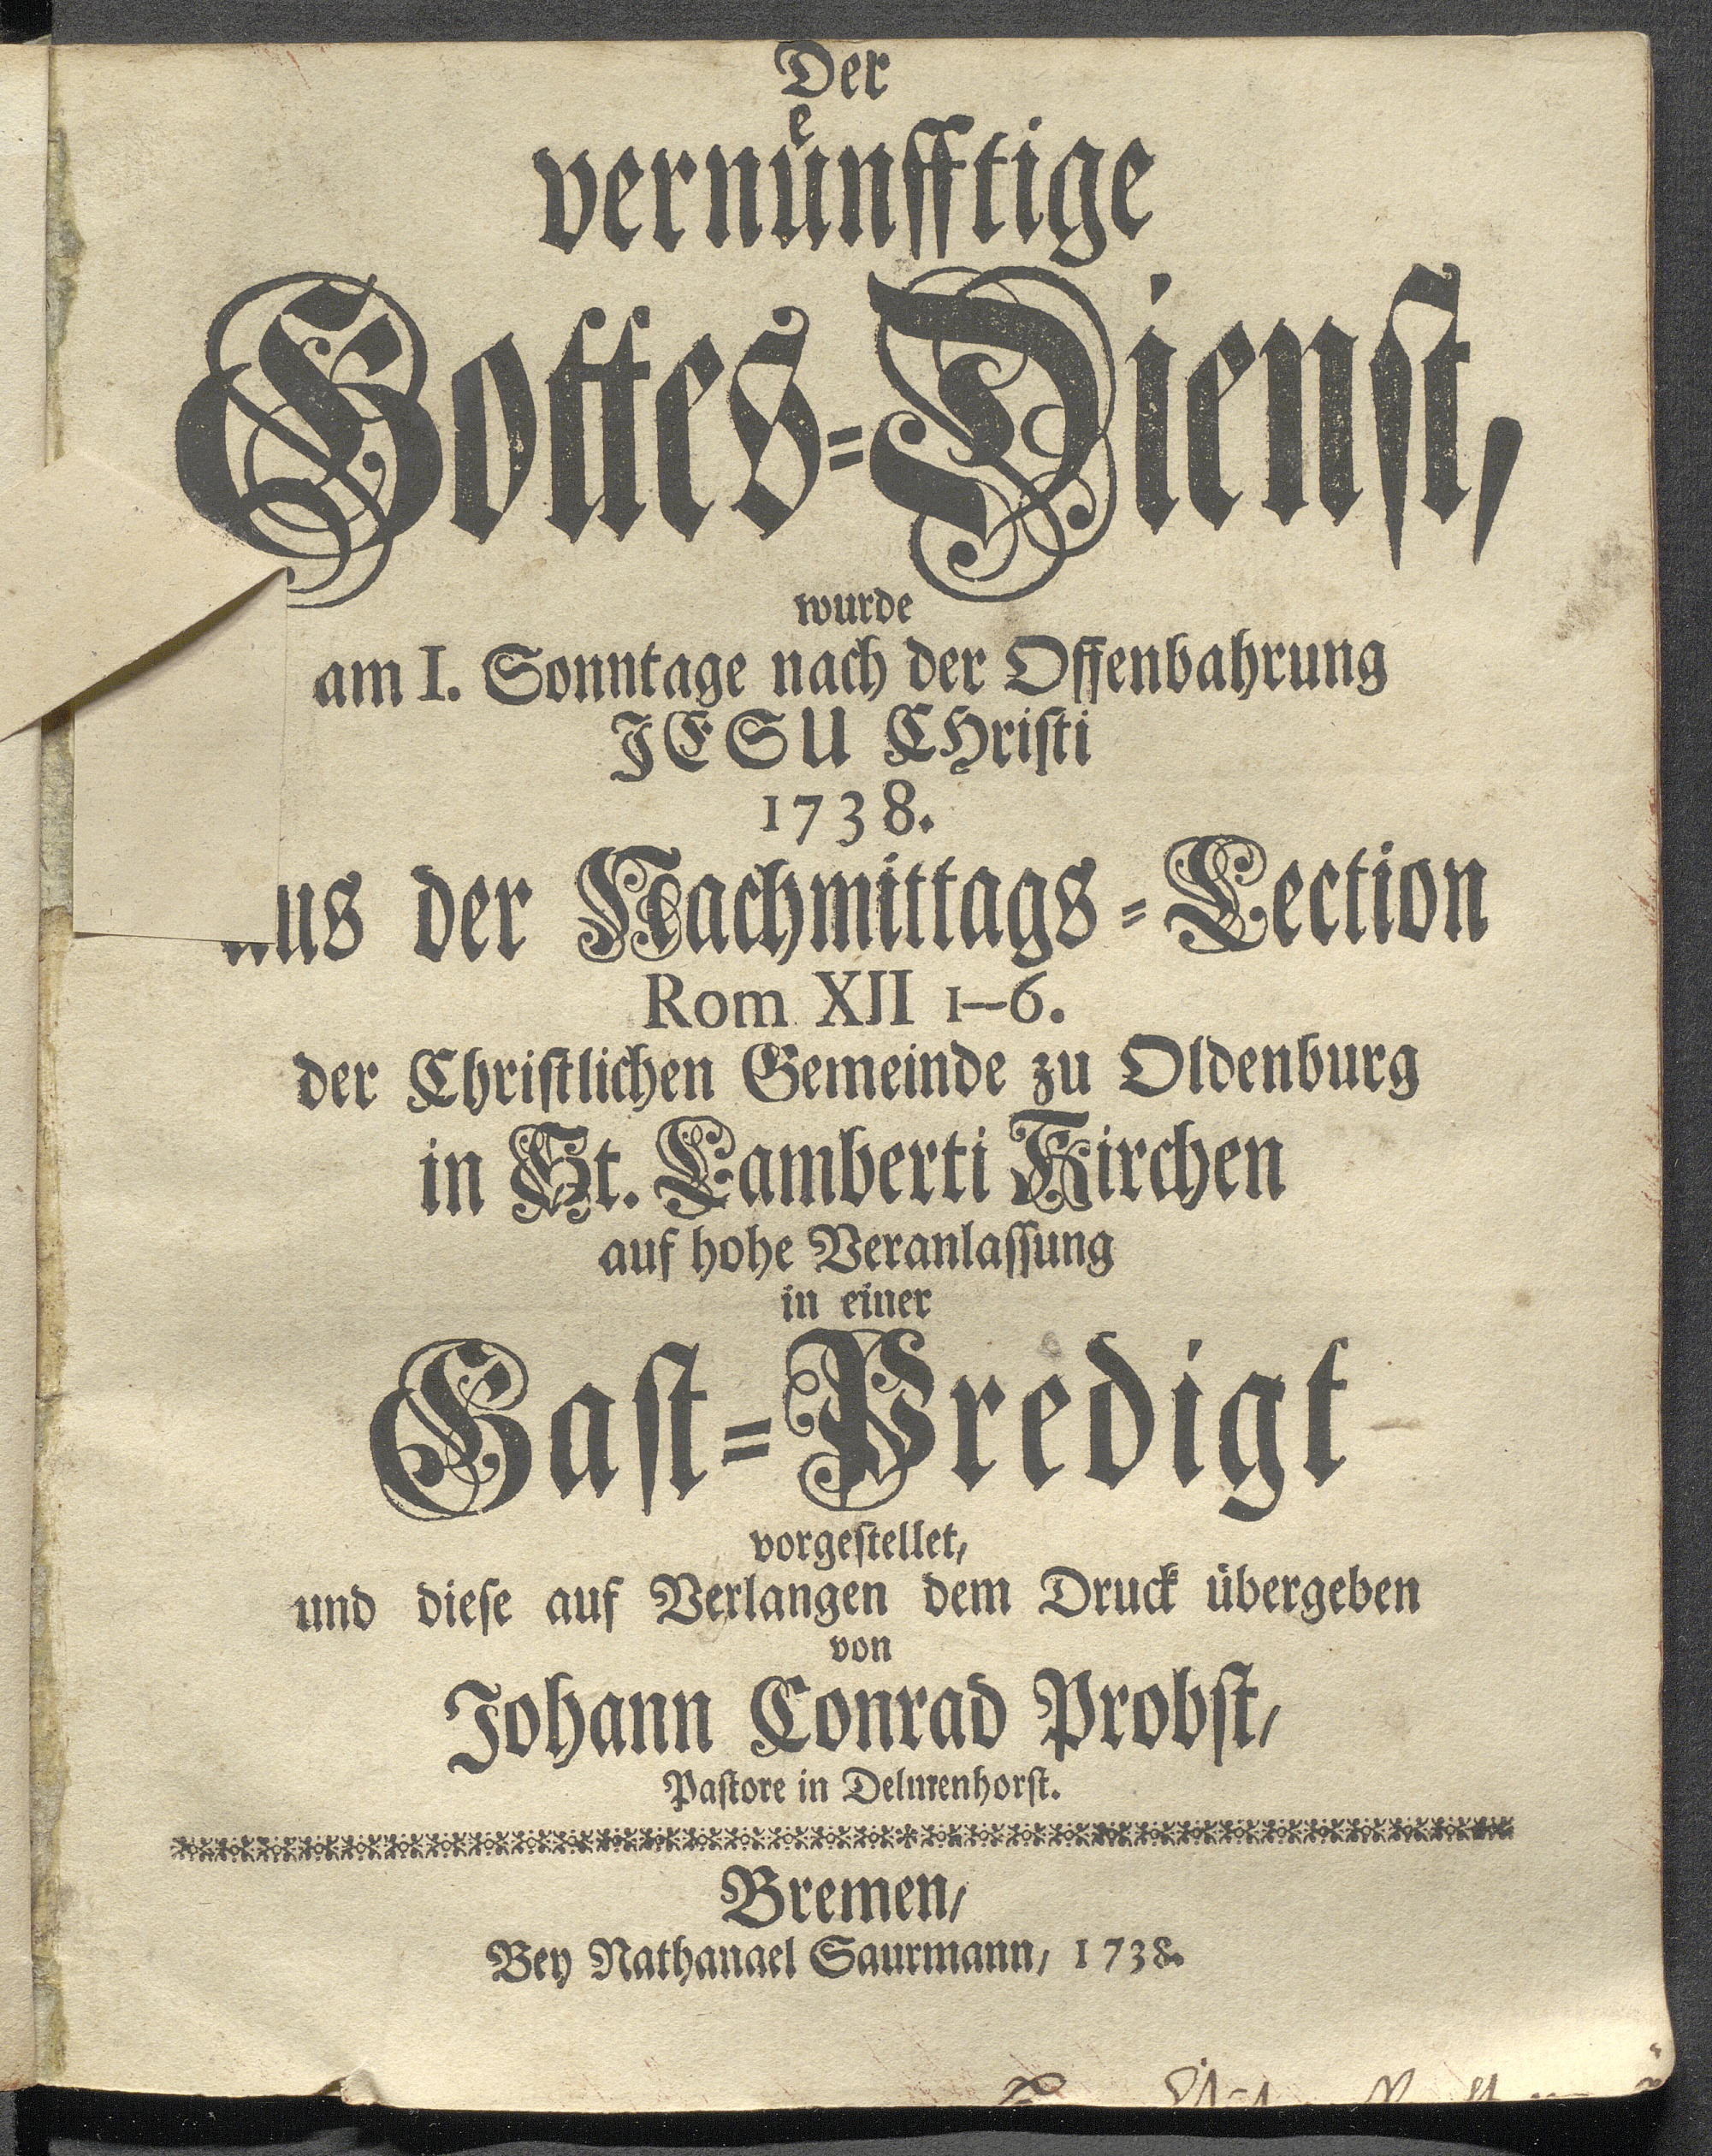 Der
vernuͤnfftige
Gottes=Dienst,
wurde
am I. Sonntage nach der Offenbahrung
JESU CHristi
1738.
aus der Nachmittags=Lection
Rom XII 1—6.
der Christlichen Gemeinde zu Oldenburg
in St. Lamberti Kirchen
auf hohe Veranlassung
in einer
Gast=Predigt
vorgestellet/
und diese auf Verlangen dem Druck übergeben
von
Johann Conrad Probst/
Pastore in Delmenhorst.
Bremen/
Bey Nathanael Saurmann/ 1738.